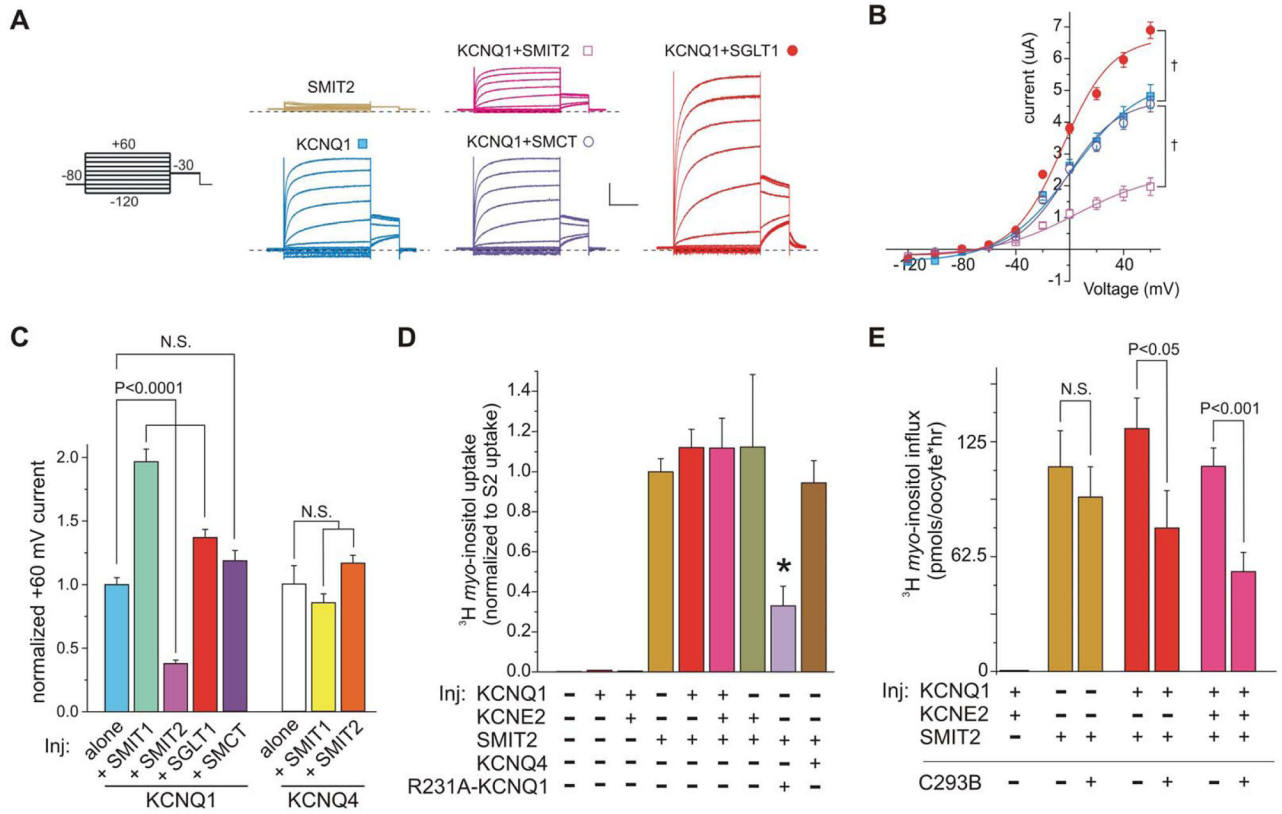 A
SMIT2
KCNQ1+SMIT2
KCNQ1+SGLT1
KCNQ1
KCNQ1+SMCT
+60
-80
-30
-120
B
current (uA)
7
6
5
4
3
2
1
-1
-120
-80
-40
0
40
Voltage (mV)
†
†
C
N.S.
P<0.0001
N.S.
normalized +60 mV current
2.0
1.5
1.0
0.5
0.0
Inj:
alone
+ SMIT1
+ SMIT2
+ SGLT1
+ SMCT
alone
+ SMIT1
+ SMIT2
KCNQ1
KCNQ4
D
³H myo-inositol uptake
(normalized to S2 uptake)
1.4
1.2
1.0
0.8
0.6
0.4
0.2
0.0
*
Inj: KCNQ1 - + + - + + - - -
KCNE2 - - + - - + + - -
SMIT2 - - - + + + + + +
KCNQ4 - - - - - - - - +
R231A-KCNQ1 - - - - - - - + -
E
³H myo-inositol influx
(pmols/oocyte*hr)
125
62.5
0
N.S.
P<0.05
P<0.001
Inj: KCNQ1 + - - + + + +
KCNE2 + - - - - + +
SMIT2 - + + + + + +
C293B - - + - + - +